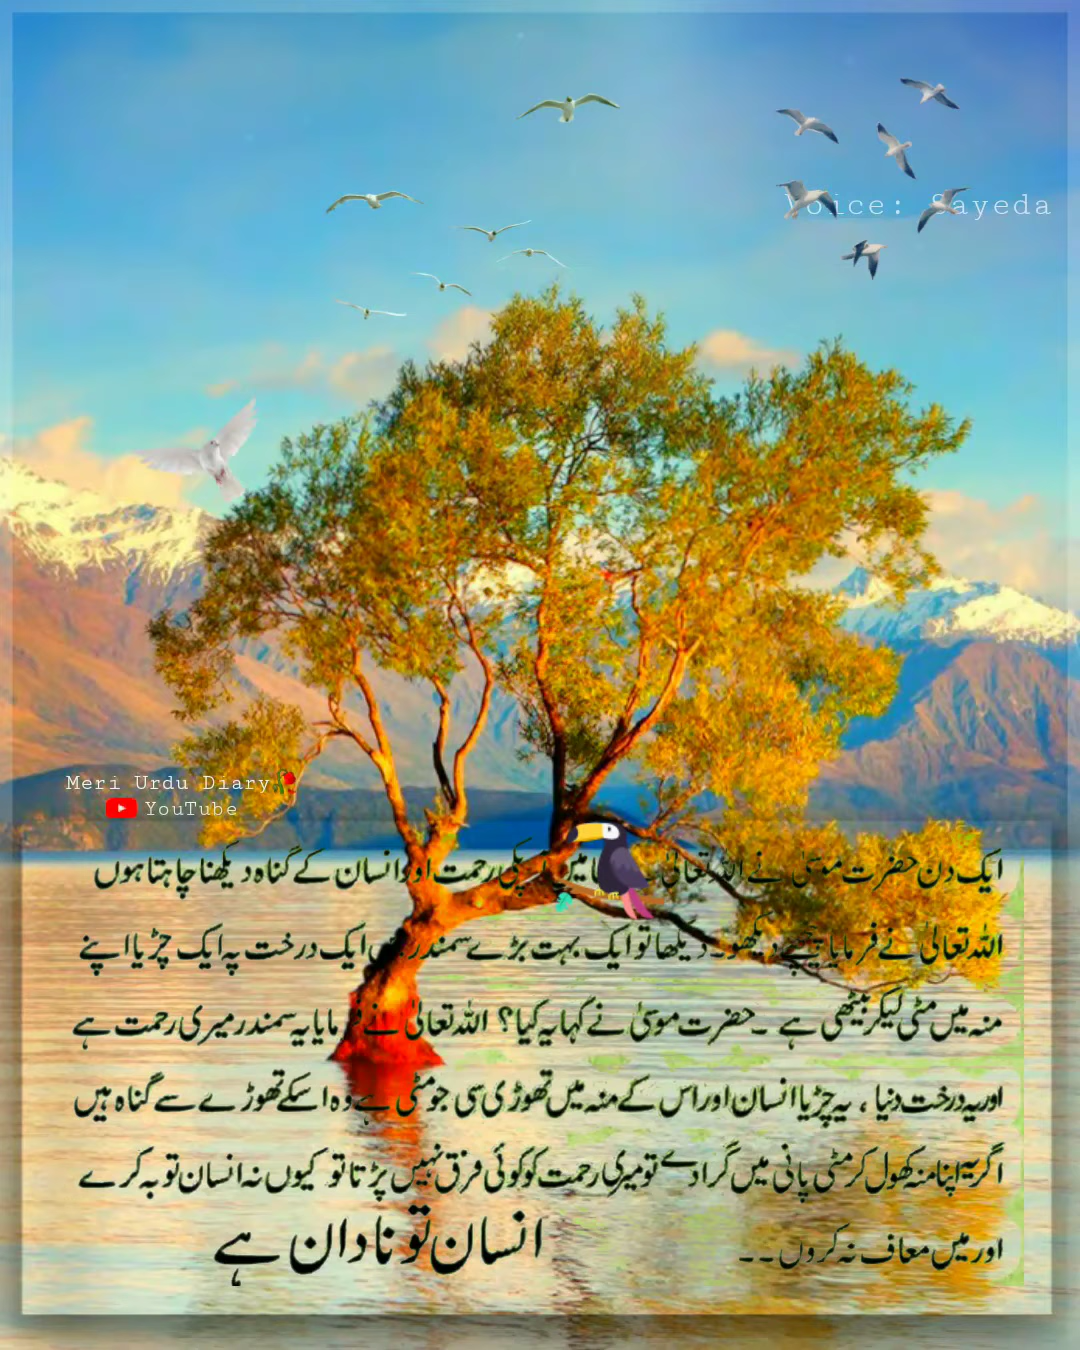 Voice: Sayeda
Meri Urdu Diary
YouTube
ایک دن حضرت موسیٰ نے اللہ تعالیٰ میں رحمت اور انسان کے گناہ دیکھنا چاہتا ہوں
اللہ تعالیٰ نے فرمایا پیچھے دیکھو۔ دیکھا تو ایک بہت بڑے سمندر ایک درخت پہ ایک چڑیا اپنے
منہ میں مٹی لیکر بیٹھی ہے ۔ حضرت موسیٰ نے کہا یہ کیا؟ اللہ تعالیٰ نے فرمایا یہ سمندر میری رحمت ہے
اور یہ درخت دنیا ، یہ چڑیا انسان اور اس کے منہ میں تھوڑی سی جو مٹی ہے وہ اسکے تھوڑے سے گناہ ہیں
اگر یہ اپنا منہ کھول کر مٹی پانی میں گرا دے تو میری رحمت کو کوئی فرق نہیں پڑتا تو کیوں نہ انسان توبہ کرے
اور میں معاف نہ کروں ۔۔ انسان تو نادان ہے